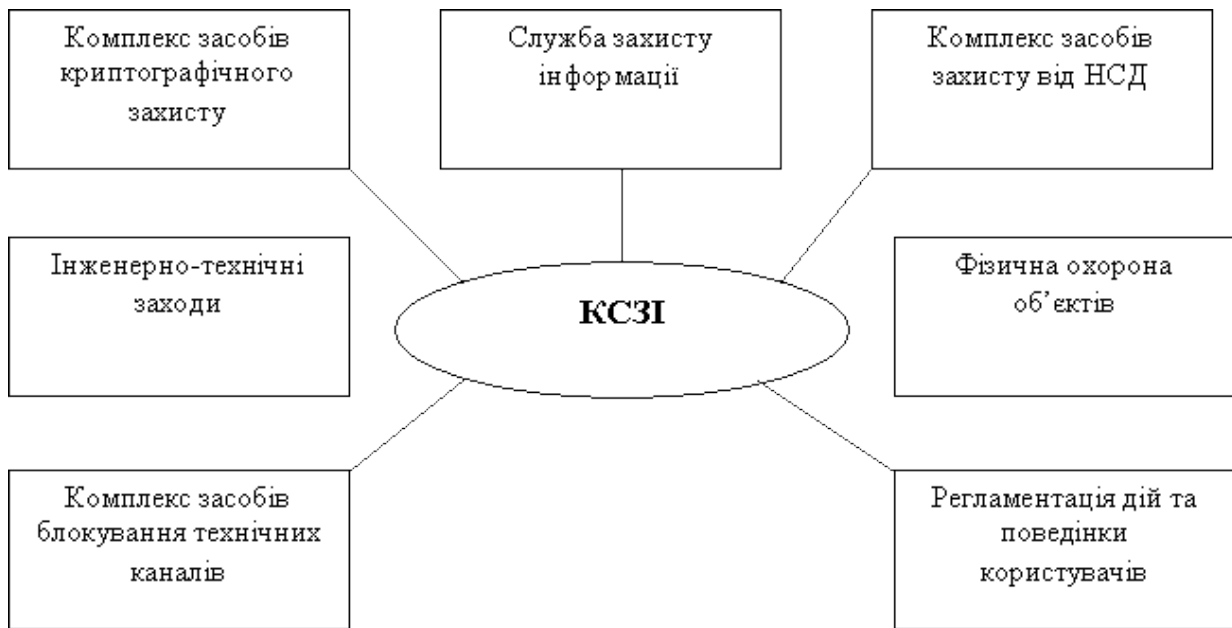 Комплекс засобів
криптографічного
захисту
Служба захисту
інформації
Комплекс засобів
захисту від НСД
Інженерно-технічні
заходи
КСЗІ
Фізична охорона
об’єктів
Комплекс засобів
блокування технічних
каналів
Регламентація дій та
поведінки
користувачів